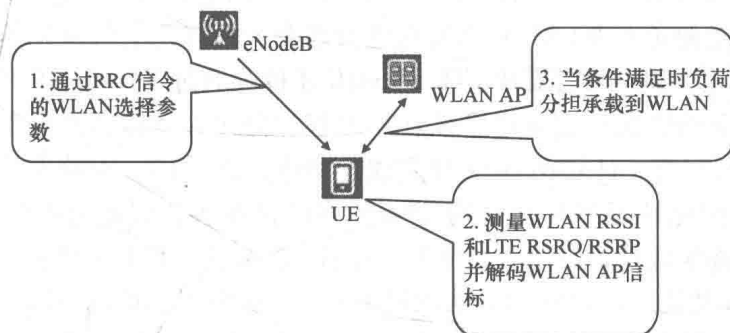 eNodeB
1. 通过RRC信令
的WLAN选择参
数
WLAN AP
3. 当条件满足时负荷
分担承载到WLAN
UE
2. 测量WLAN RSSI
和LTE RSRQ/RSRP
并解码WLAN AP信
标